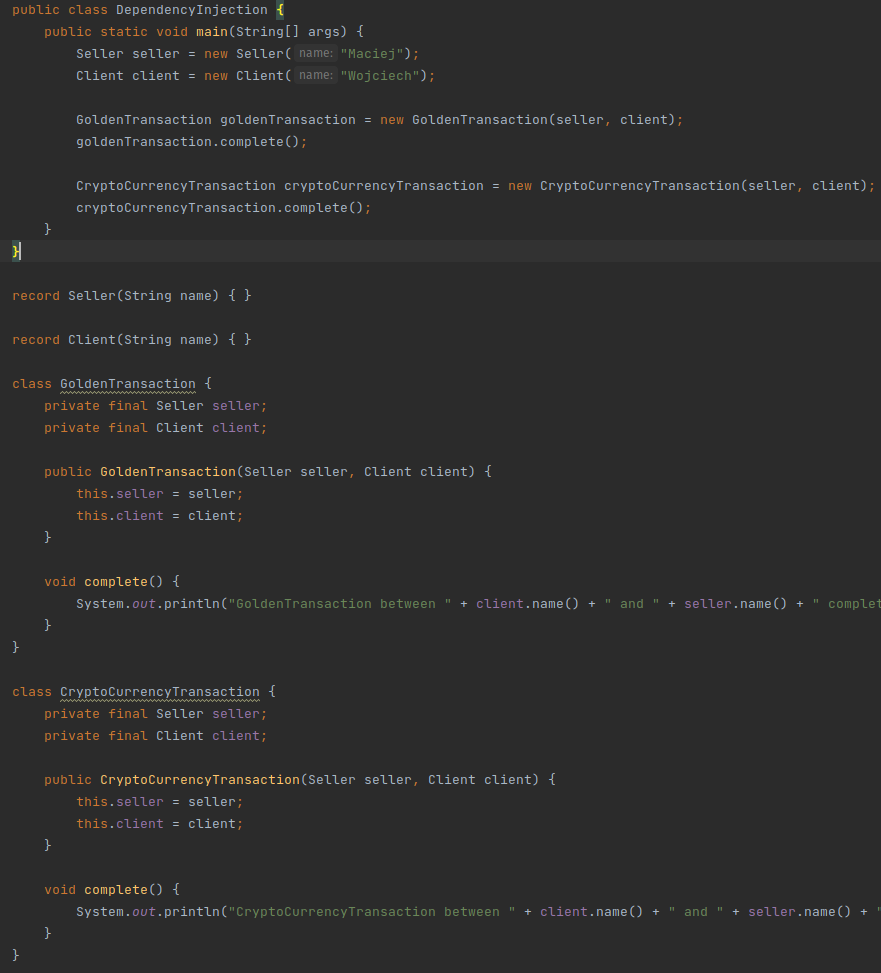 public class DependencyInjection {
    public static void main(String[] args) {
        Seller seller = new Seller( name: "Maciej");
        Client client = new Client( name: "Wojciech");

        GoldenTransaction goldenTransaction = new GoldenTransaction(seller, client);
        goldenTransaction.complete();

        CryptoCurrencyTransaction cryptoCurrencyTransaction = new CryptoCurrencyTransaction(seller, client);
        cryptoCurrencyTransaction.complete();
    }
}

record Seller(String name) { }

record Client(String name) { }

class GoldenTransaction {
    private final Seller seller;
    private final Client client;

    public GoldenTransaction(Seller seller, Client client) {
        this.seller = seller;
        this.client = client;
    }

    void complete() {
        System.out.println("GoldenTransaction between " + client.name() + " and " + seller.name() + " complet
    }
}

class CryptoCurrencyTransaction {
    private final Seller seller;
    private final Client client;

    public CryptoCurrencyTransaction(Seller seller, Client client) {
        this.seller = seller;
        this.client = client;
    }

    void complete() {
        System.out.println("CryptoCurrencyTransaction between " + client.name() + " and " + seller.name() + "
    }
}